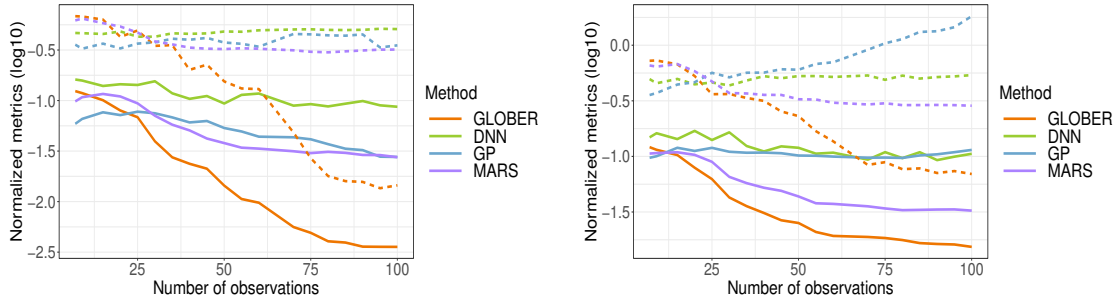 Normalized metrics (log10)
−0.5
−1.0
−1.5
−2.0
−2.5
25
50
75
100
Number of observations
Method
GLOBER
DNN
GP
MARS
Normalized metrics (log10)
0.0
−0.5
−1.0
−1.5
25
50
75
100
Number of observations
Method
GLOBER
DNN
GP
MARS